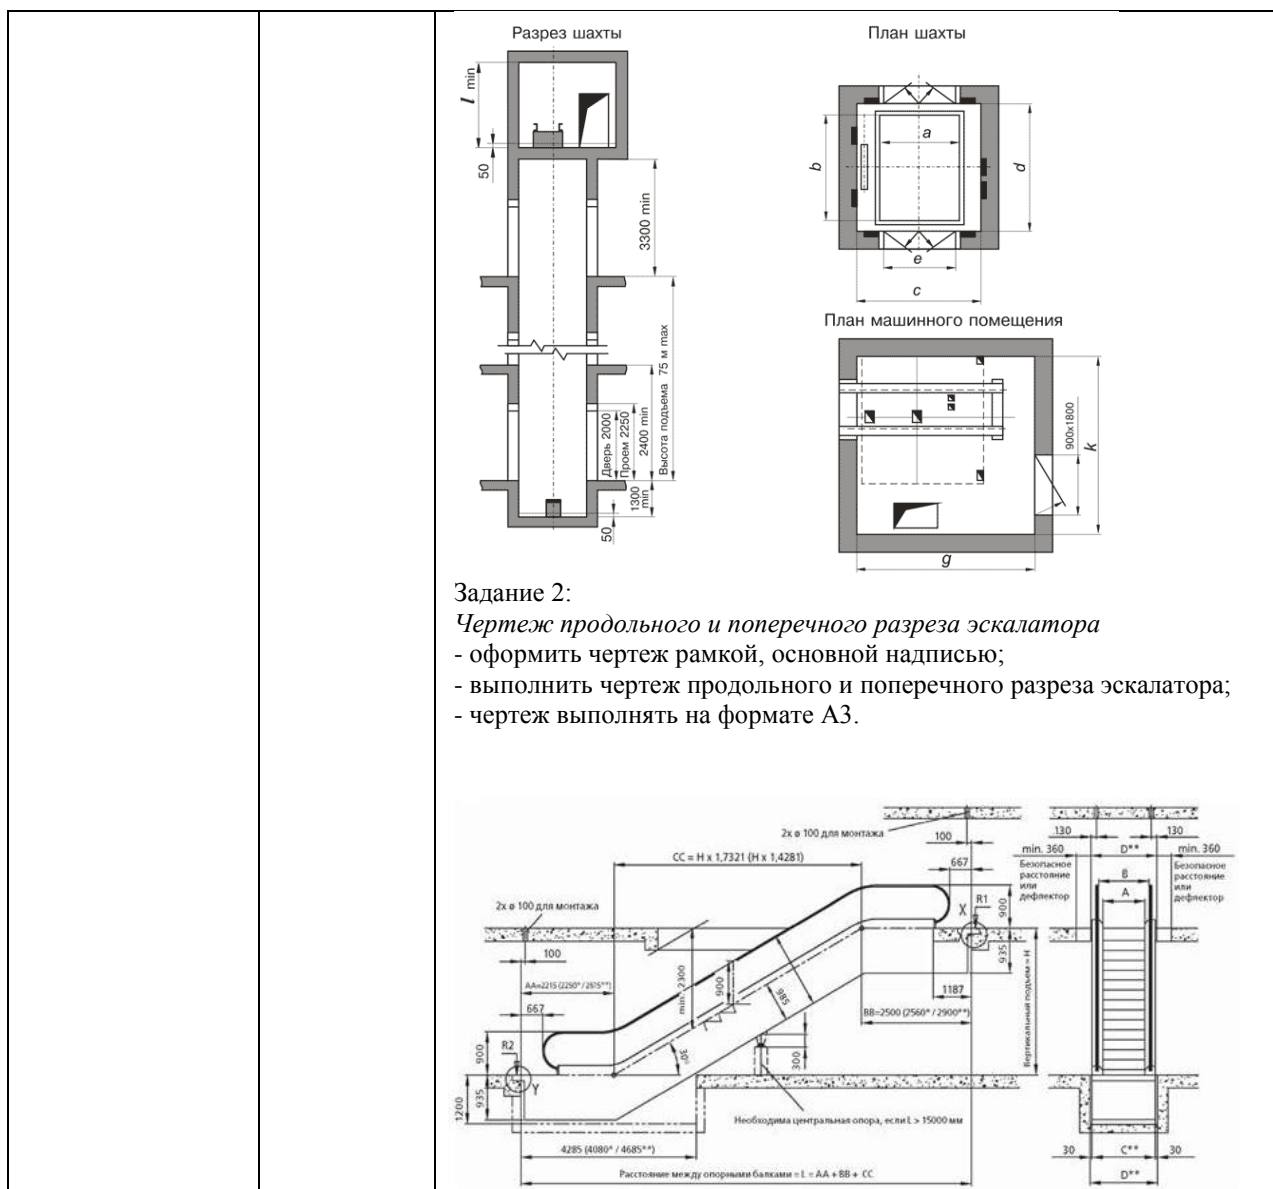 Разрез шахты
План шахты
l min
50
3300 min
Высота подъема 75 м max
2400 min
Проем 2250
Дверь 2000
1300 min
50
a
b
d
e
c
План машинного помещения
900х1800
k
g
Задание 2:
Чертеж продольного и поперечного разреза эскалатора
- оформить чертеж рамкой, основной надписью;
- выполнить чертеж продольного и поперечного разреза эскалатора;
- чертеж выполнять на формате А3.
2x ø 100 для монтажа
100
CC = H x 1,7321 (H x 1,4281)
667
X
R1
900
2x ø 100 для монтажа
100
AA=2215 (2250* / 2615**)
667
min. 2300
900
985
935
1187
BB=2500 (2560* / 2900**)
Вертикальный подъем = H
900
R2
Y
30°
300
935
1200
Необходима центральная опора, если L > 15000 мм
4285 (4080* / 4685**)
Расстояние между опорными балками = L = AA + BB + CC
130
130
min. 360
D**
min. 360
Безопасное
расстояние
или
дефлектор
B
A
Безопасное
расстояние
или
дефлектор
30
C**
30
D**